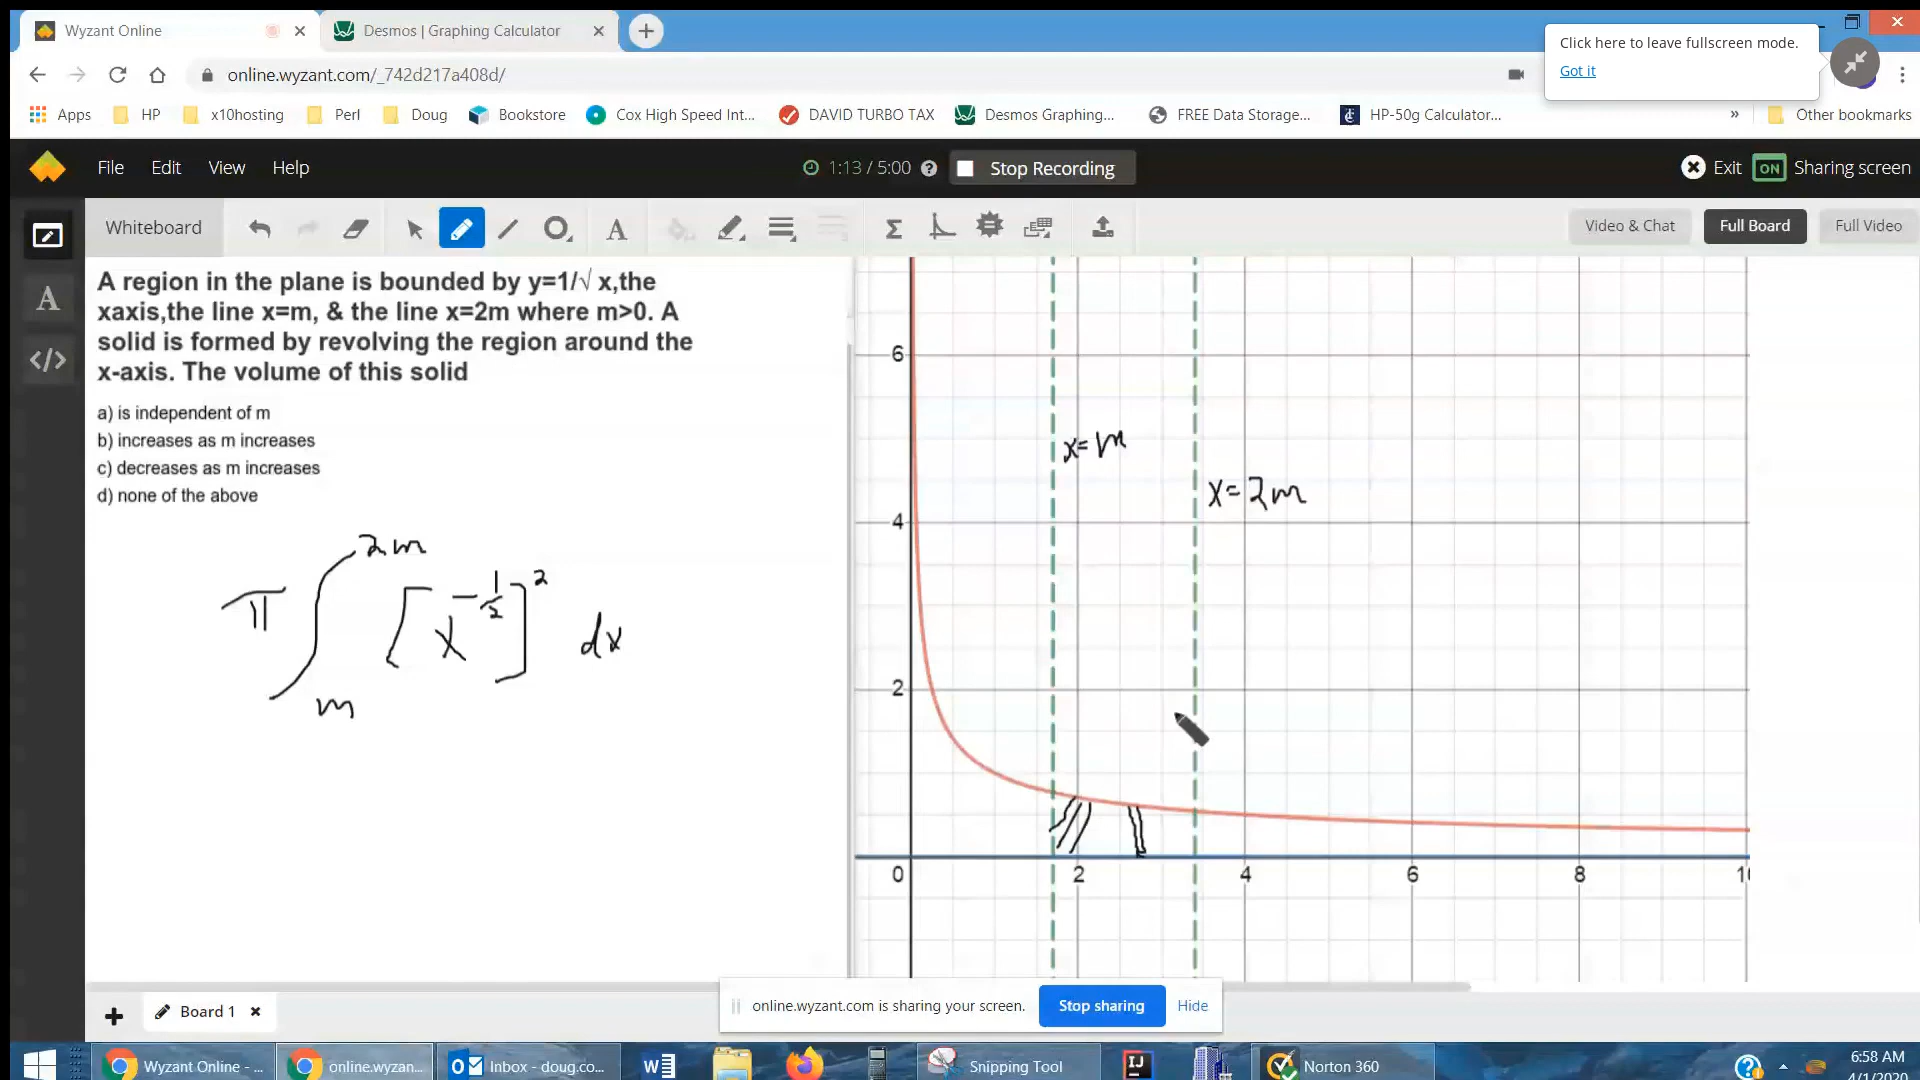 Wyzant Online
Desmos | Graphing Calculator
Click here to leave fullscreen mode.
Got it
online.wyzant.com/_742d217a408d/
Apps HP x10hosting Perl Doug Bookstore Cox High Speed Int... DAVID TURBO TAX Desmos Graphing... FREE Data Storage... HP-50g Calculator... » Other bookmarks
File Edit View Help 1:13 / 5:00 Stop Recording Exit ON Sharing screen
Whiteboard A Σ Video & Chat Full Board Full Video
A region in the plane is bounded by y=1/√ x,the
xaxis,the line x=m, & the line x=2m where m>0. A
solid is formed by revolving the region around the
x-axis. The volume of this solid
a) is independent of m
b) increases as m increases
c) decreases as m increases
d) none of the above
π ∫ 2m m [x^-1/2]^2 dx
6
x=m
x=2m
4
2
0 2 4 6 8 10
Board 1
online.wyzant.com is sharing your screen. Stop sharing Hide
Wyzant Online - ... online.wyzan... Inbox - doug.co... Snipping Tool Norton 360 6:58 AM
4/1/2020